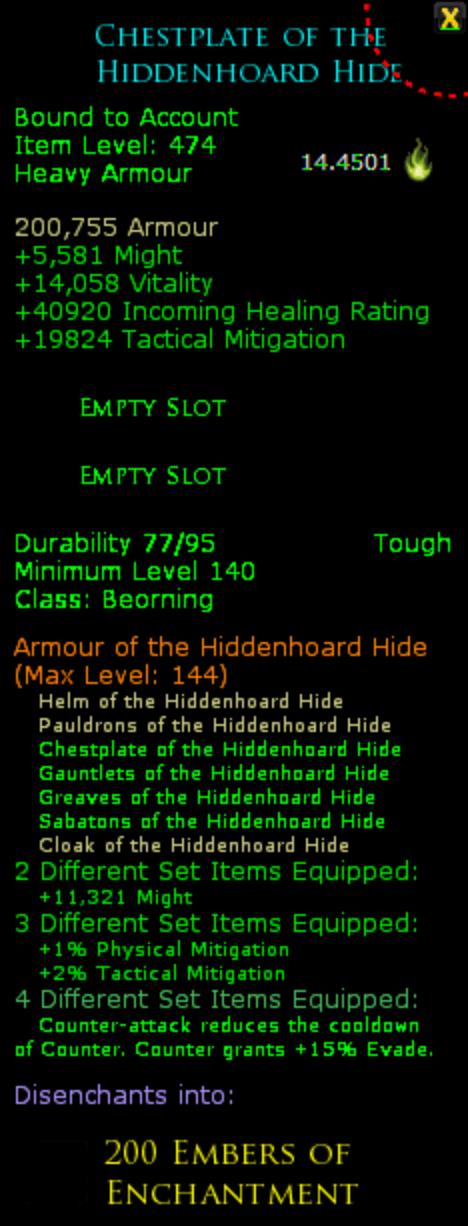 Chestplate of the
Hiddenhoard Hide
Bound to Account
Item Level: 474
Heavy Armour
14.4501
200,755 Armour
+5,581 Might
+14,058 Vitality
+40920 Incoming Healing Rating
+19824 Tactical Mitigation
Empty Slot
Empty Slot
Durability 77/95 Tough
Minimum Level 140
Class: Beorning
Armour of the Hiddenhoard Hide
(Max Level: 144)
Helm of the Hiddenhoard Hide
Pauldrons of the Hiddenhoard Hide
Chestplate of the Hiddenhoard Hide
Gauntlets of the Hiddenhoard Hide
Greaves of the Hiddenhoard Hide
Sabatons of the Hiddenhoard Hide
Cloak of the Hiddenhoard Hide
2 Different Set Items Equipped:
+11,321 Might
3 Different Set Items Equipped:
+1% Physical Mitigation
+2% Tactical Mitigation
4 Different Set Items Equipped:
Counter-attack reduces the cooldown
of Counter. Counter grants +15% Evade.
Disenchants into:
200 Embers of
Enchantment